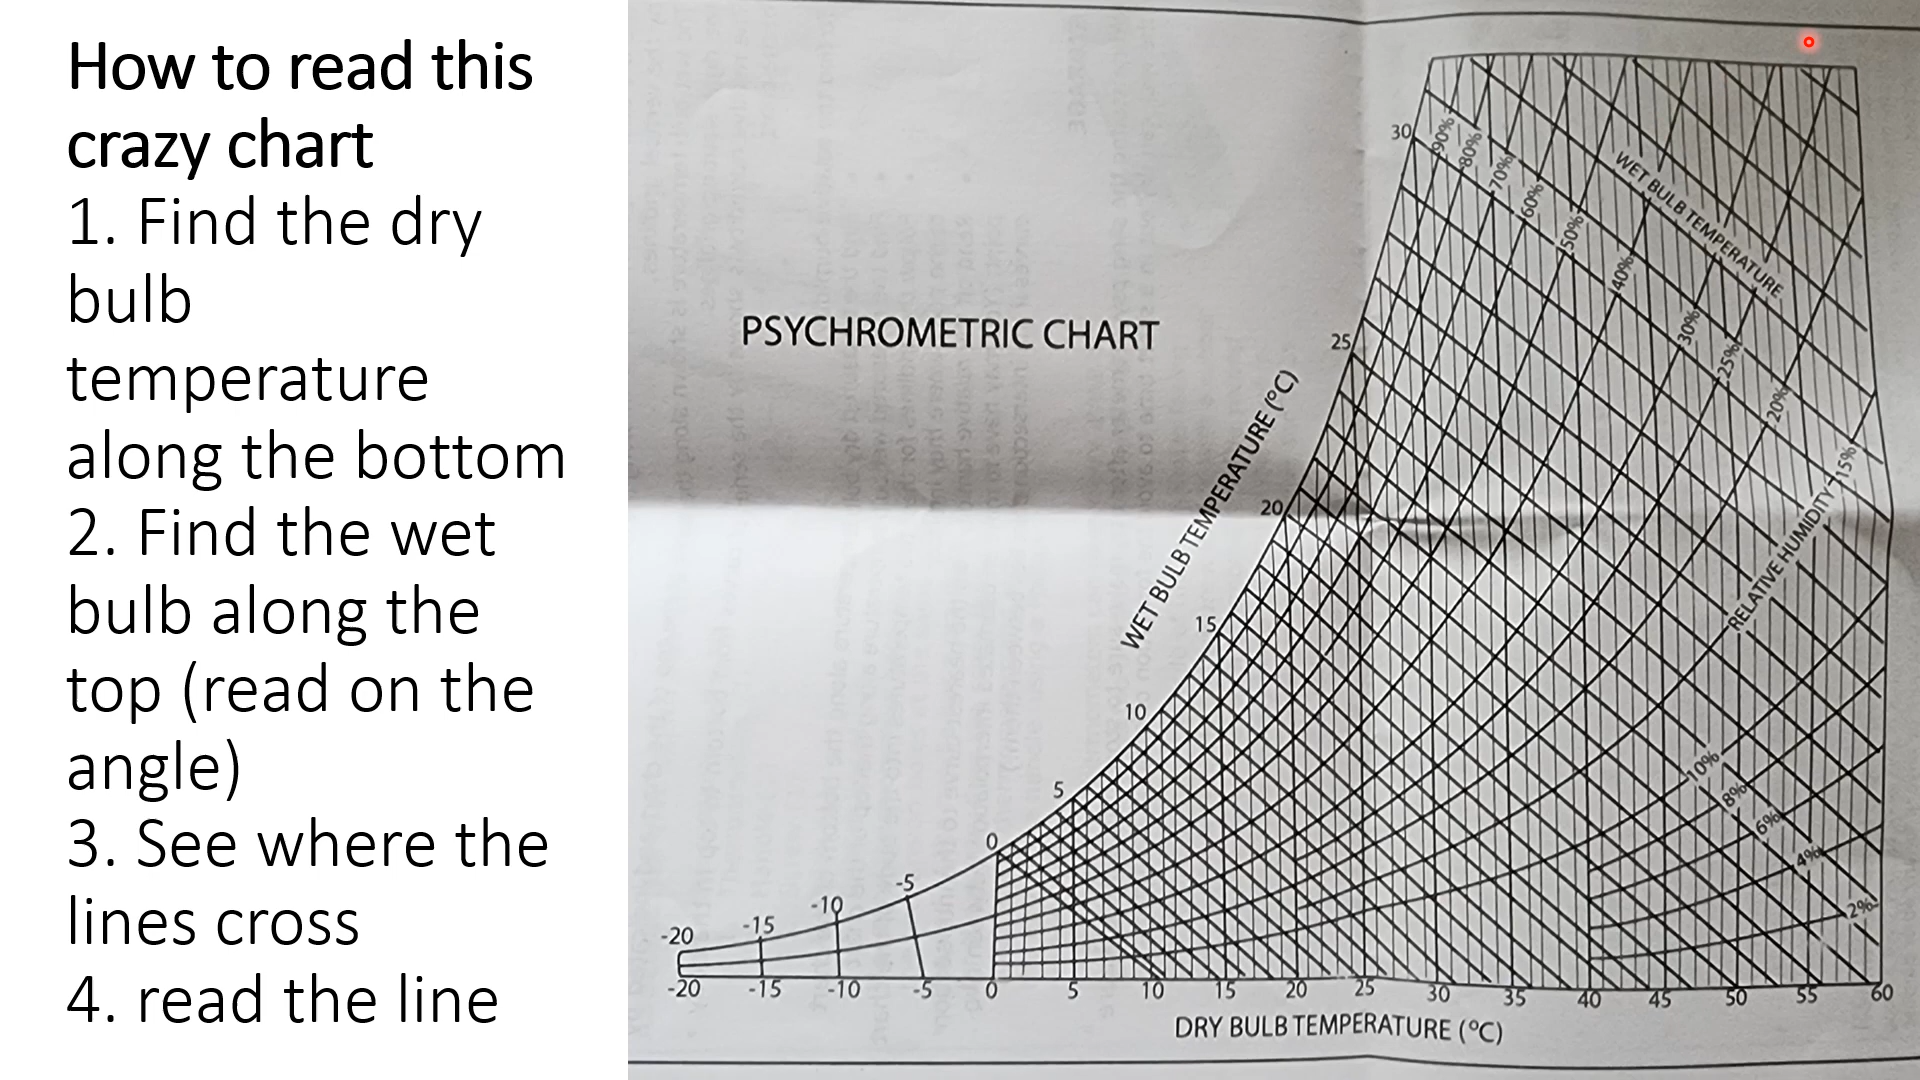 How to read this
crazy chart
1. Find the dry
bulb
temperature
along the bottom
2. Find the wet
bulb along the
top (read on the
angle)
3. See where the
lines cross
4. read the line
PSYCHROMETRIC CHART
WET BULB TEMPERATURE (°C)
-20
-15
-10
-5
0
5
10
15
20
25
30
90%
80%
70%
60%
50%
40%
30%
25%
20%
15%
10%
8%
6%
4%
2%
WET BULB TEMPERATURE
RELATIVE HUMIDITY
-20 -15 -10 -5 0 5 10 15 20 25 30 35 40 45 50 55 60
DRY BULB TEMPERATURE (°C)